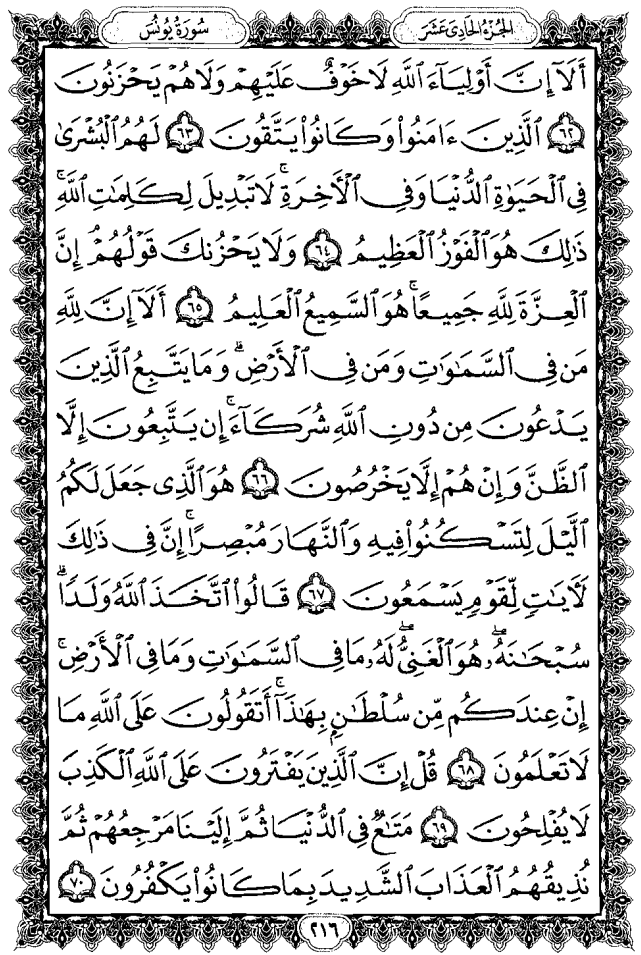 سُورَةُ يُونُسَ
الجُزْءُ الحَادِىَ عَشَرَ
أَلَآ إِنَّ أَوْلِيَآءَ ٱللَّهِ لَا خَوْفٌ عَلَيْهِمْ وَلَا هُمْ يَحْزَنُونَ
٦٢ ٱلَّذِينَ ءَامَنُوا۟ وَكَانُوا۟ يَتَّقُونَ ٦٣ لَهُمُ ٱلْبُشْرَىٰ
فِى ٱلْحَيَوٰةِ ٱلدُّنْيَا وَفِى ٱلْأَخِرَةِ ۚ لَا تَبْدِيلَ لِكَلِمَٰتِ ٱللَّهِ ۚ
ذَٰلِكَ هُوَ ٱلْفَوْزُ ٱلْعَظِيمُ ٦٤ وَلَا يَحْزُنكَ قَوْلُهُمْ ۘ إِنَّ
ٱلْعِزَّةَ لِلَّهِ جَمِيعًا ۚ هُوَ ٱلسَّمِيعُ ٱلْعَلِيمُ ٦٥ أَلَآ إِنَّ لِلَّهِ
مَن فِى ٱلسَّمَٰوَٰتِ وَمَن فِى ٱلْأَرْضِ ۗ وَمَا يَتَّبِعُ ٱلَّذِينَ
يَدْعُونَ مِن دُونِ ٱللَّهِ شُرَكَآءَ ۚ إِن يَتَّبِعُونَ إِلَّا
ٱلظَّنَّ وَإِنْ هُمْ إِلَّا يَخْرُصُونَ ٦٦ هُوَ ٱلَّذِى جَعَلَ لَكُمُ
ٱلَّيْلَ لِتَسْكُنُوا۟ فِيهِ وَٱلنَّهَارَ مُبْصِرًا ۚ إِنَّ فِى ذَٰلِكَ
لَأَيَٰتٍ لِّقَوْمٍ يَسْمَعُونَ ٦٧ قَالُوا۟ ٱتَّخَذَ ٱللَّهُ وَلَدًا ۗ
سُبْحَٰنَهُۥ ۖ هُوَ ٱلْغَنِىُّ ۖ لَهُۥ مَا فِى ٱلسَّمَٰوَٰتِ وَمَا فِى ٱلْأَرْضِ ۚ
إِنْ عِندَكُم مِّن سُلْطَٰنٍۭ بِهَٰذَآ ۚ أَتَقُولُونَ عَلَى ٱللَّهِ مَا
لَا تَعْلَمُونَ ٦٨ قُلْ إِنَّ ٱلَّذِينَ يَفْتَرُونَ عَلَى ٱللَّهِ ٱلْكَذِبَ
لَا يُفْلِحُونَ ٦٩ مَتَٰعٌ فِى ٱلدُّنْيَا ثُمَّ إِلَيْنَا مَرْجِعُهُمْ ثُمَّ
نُذِيقُهُمُ ٱلْعَذَابَ ٱلشَّدِيدَ بِمَا كَانُوا۟ يَكْفُرُونَ ٧٠
٢١٦